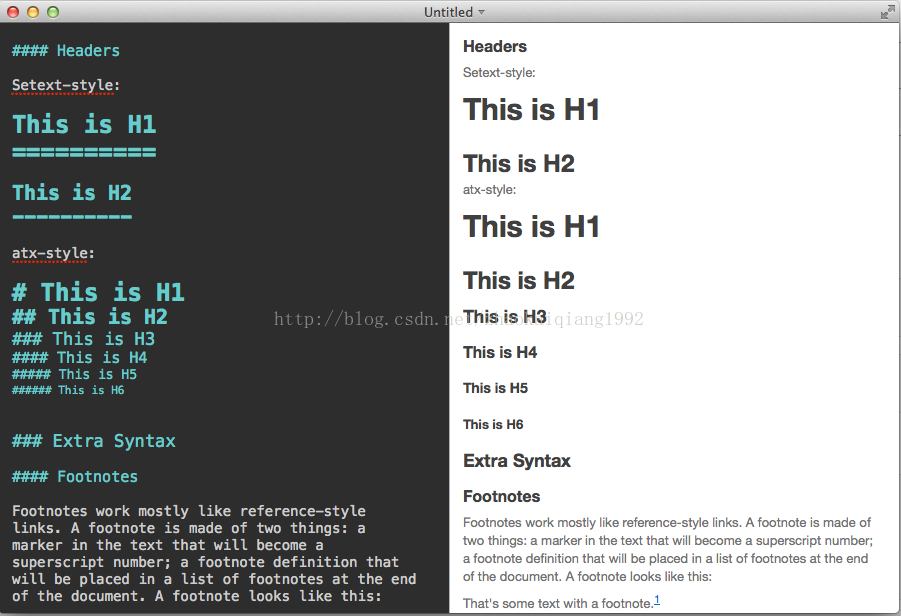 Untitled
#### Headers
Setext-style:
This is H1
==========
This is H2
----------
atx-style:
# This is H1
## This is H2
### This is H3
#### This is H4
##### This is H5
###### This is H6
### Extra Syntax
#### Footnotes
Footnotes work mostly like reference-style
links. A footnote is made of two things: a
marker in the text that will become a
superscript number; a footnote definition that
will be placed in a list of footnotes at the end
of the document. A footnote looks like this:
Headers
Setext-style:
This is H1
This is H2
atx-style:
This is H1
This is H2
This is H3
This is H4
This is H5
This is H6
Extra Syntax
Footnotes
Footnotes work mostly like reference-style links. A footnote is made of
two things: a marker in the text that will become a superscript number;
a footnote definition that will be placed in a list of footnotes at the end
of the document. A footnote looks like this:
That's some text with a footnote.1